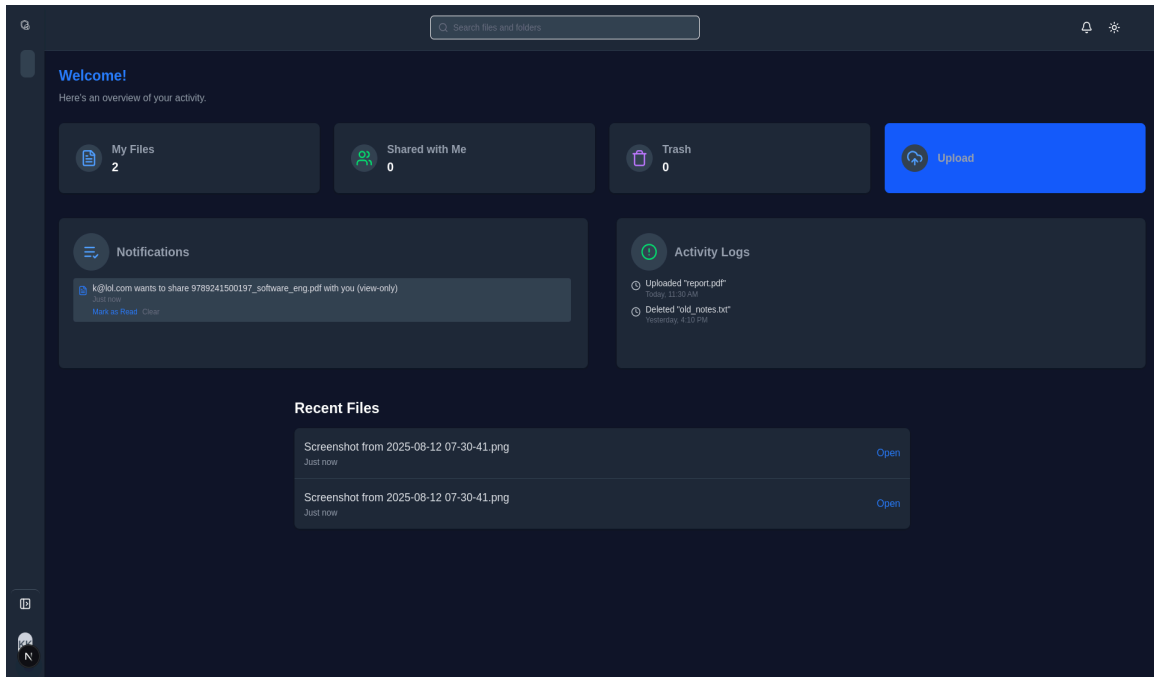 Search files and folders
Welcome!
Here's an overview of your activity.
My Files
2
Shared with Me
0
Trash
0
Upload
Notifications
k@lol.com wants to share 9789241500197_software_eng.pdf with you (view-only)
Just now
Mark as Read Clear
Activity Logs
Uploaded "report.pdf"
Today, 11:30 AM
Deleted "old_notes.txt"
Yesterday, 4:10 PM
Recent Files
Screenshot from 2025-08-12 07-30-41.png
Just now
Open
Screenshot from 2025-08-12 07-30-41.png
Just now
Open
KK
N